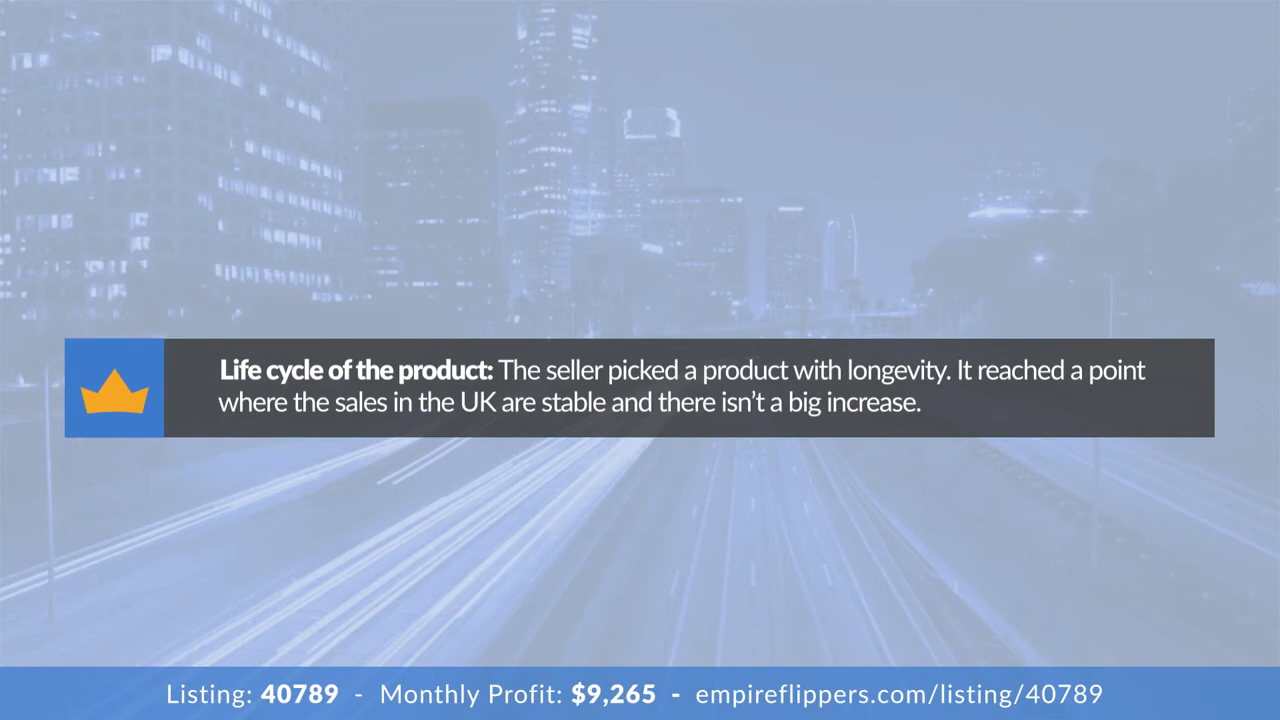 Life cycle of the product: The seller picked a product with longevity. It reached a point
where the sales in the UK are stable and there isn't a big increase.
Listing: 40789 - Monthly Profit: $9,265 - empireflippers.com/listing/40789